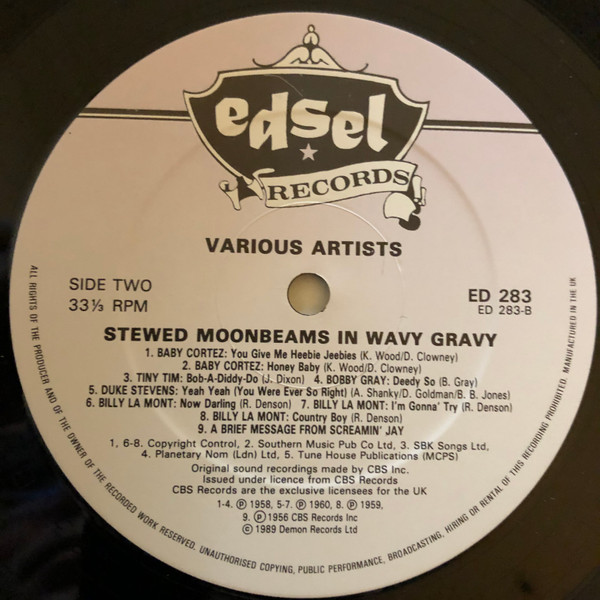 edsel
RECORDS
VARIOUS ARTISTS
SIDE TWO
33⅓ RPM
ED 283
ED 283-B
STEWED MOONBEAMS IN WAVY GRAVY
1. BABY CORTEZ: You Give Me Heebie Jeebies (K. Wood/D. Clowney)
2. BABY CORTEZ: Honey Baby (K. Wood/D. Clowney)
3. TINY TIM: Bob-A-Diddy-Do (J. Dixon) 4. BOBBY GRAY: Deedy So (B. Gray)
5. DUKE STEVENS: Yeah Yeah (You Were Ever So Right) (A. Shanky/D. Goldman/B. B. Jones)
6. BILLY LA MONT: Now Darling (R. Denson) 7. BILLY LA MONT: I'm Gonna' Try (R. Denson)
8. BILLY LA MONT: Country Boy (R. Denson)
9. A BRIEF MESSAGE FROM SCREAMIN' JAY
1, 6-8. Copyright Control, 2. Southern Music Pub Co Ltd, 3. SBK Songs Ltd,
4. Planetary Nom (Ldn) Ltd, 5. Tune House Publications (MCPS)
Original sound recordings made by CBS Inc.
Issued under licence from CBS Records
CBS Records are the exclusive licensees for the UK
1-4. ℗ 1958, 5-7. ℗ 1960, 8. ℗ 1959,
9. ℗ 1956 CBS Records Inc
© 1989 Demon Records Ltd
ALL RIGHTS OF THE PRODUCER AND OF THE OWNER OF THE RECORDED WORK RESERVED. UNAUTHORISED COPYING, PUBLIC PERFORMANCE, BROADCASTING, HIRING OR RENTAL OF THIS RECORDING PROHIBITED. MANUFACTURED IN THE UK